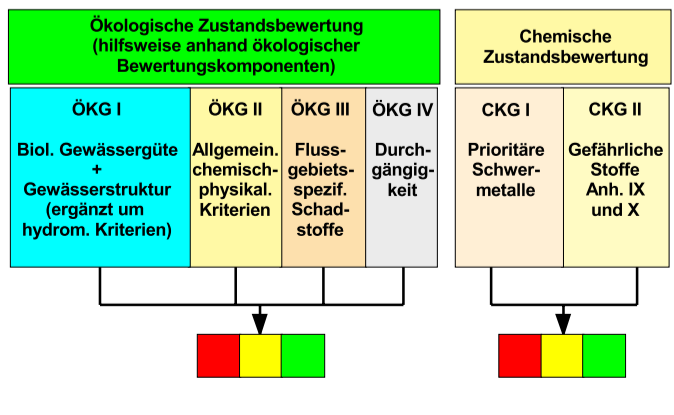 Ökologische Zustandsbewertung
(hilfsweise anhand ökologischer
Bewertungskomponenten)
Chemische
Zustandsbewertung
ÖKG I
Biol. Gewässergüte
+
Gewässerstruktur
(ergänzt um
hydrom. Kriterien)
ÖKG II
Allgemein.
chemisch-
physikal.
Kriterien
ÖKG III
Fluss-
gebiets-
spezif.
Schad-
stoffe
ÖKG IV
Durch-
gängig-
keit
CKG I
Prioritäre
Schwer-
metalle
CKG II
Gefährliche
Stoffe
Anh. IX
und X